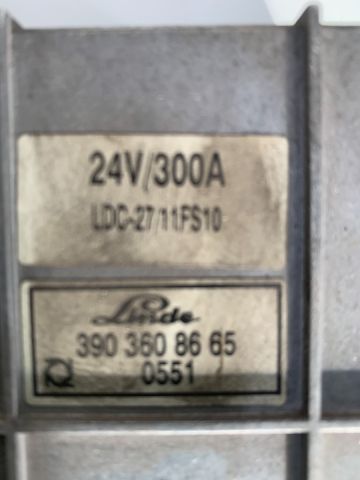 24V/300A
LDC-27/11FS10
Linde
390 360 86 65
0551